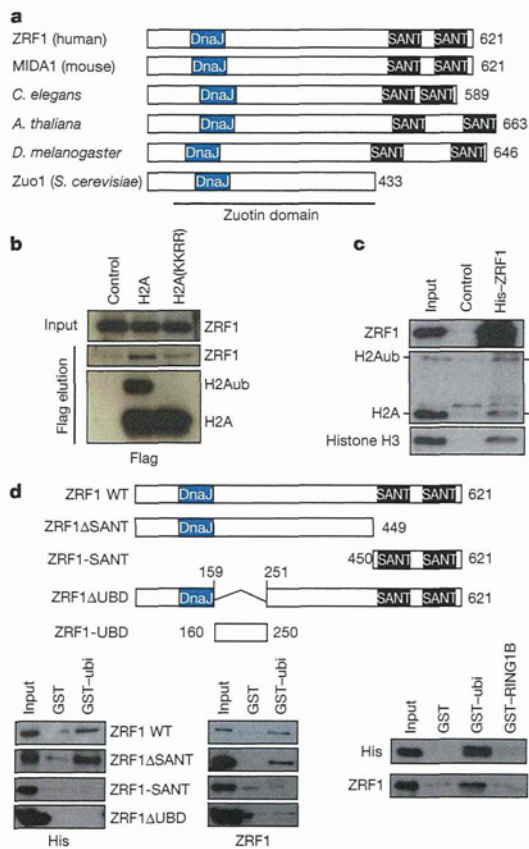 a
ZRF1 (human) DnaJ SANT SANT 621
MIDA1 (mouse) DnaJ SANT SANT 621
C. elegans DnaJ SANT SANT 589
A. thaliana DnaJ SANT SANT 663
D. melanogaster DnaJ SANT SANT 646
Zuo1 (S. cerevisiae) DnaJ 433
Zuotin domain
b
Control H2A H2A(KKRR)
Input ZRF1
Flag elution
ZRF1
H2Aub
H2A
Flag
c
Input Control His–ZRF1
ZRF1
H2Aub
H2A
Histone H3
d
ZRF1 WT DnaJ SANT SANT 621
ZRF1ΔSANT DnaJ 449
ZRF1-SANT 450 SANT SANT 621
159 251
ZRF1ΔUBD DnaJ SANT SANT 621
ZRF1-UBD 160 250
Input GST GST–ubi
ZRF1 WT
ZRF1ΔSANT
ZRF1-SANT
ZRF1ΔUBD
His
Input GST GST–ubi
ZRF1
Input GST GST–ubi GST–RING1B
His
ZRF1